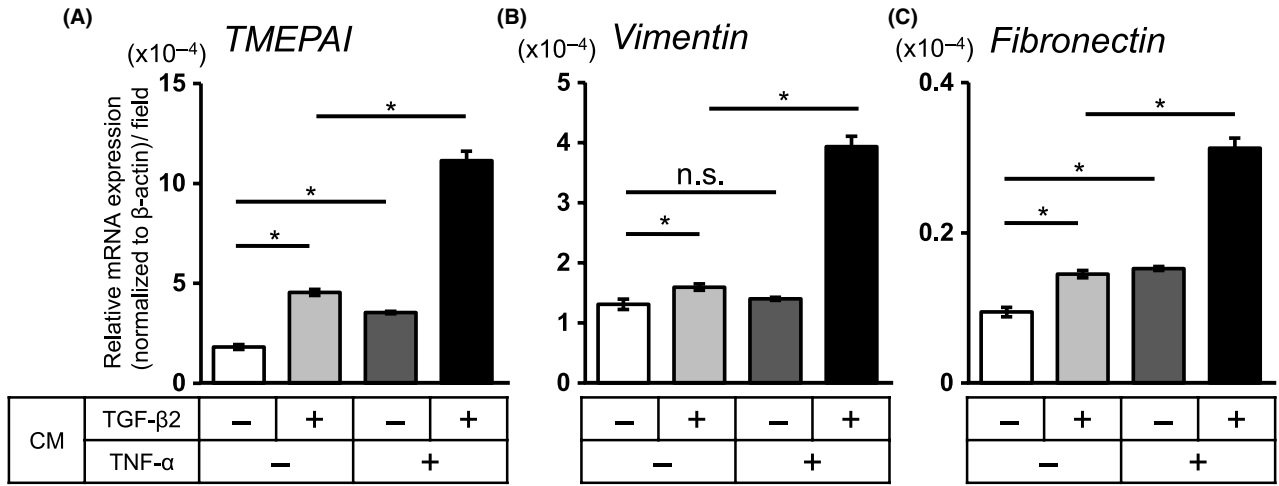 (A)
(x10−4)
TMEPAI
Relative mRNA expression
(normalized to β-actin)/ field
15
10
5
0
*
*
*
(B)
(x10−4)
Vimentin
5
4
3
2
1
0
*
n.s.
*
(C)
(x10−4)
Fibronectin
0.4
0.2
0
*
*
*
CM
TGF-β2 − + − + − + − + − + − +
TNF-α − + − + − +